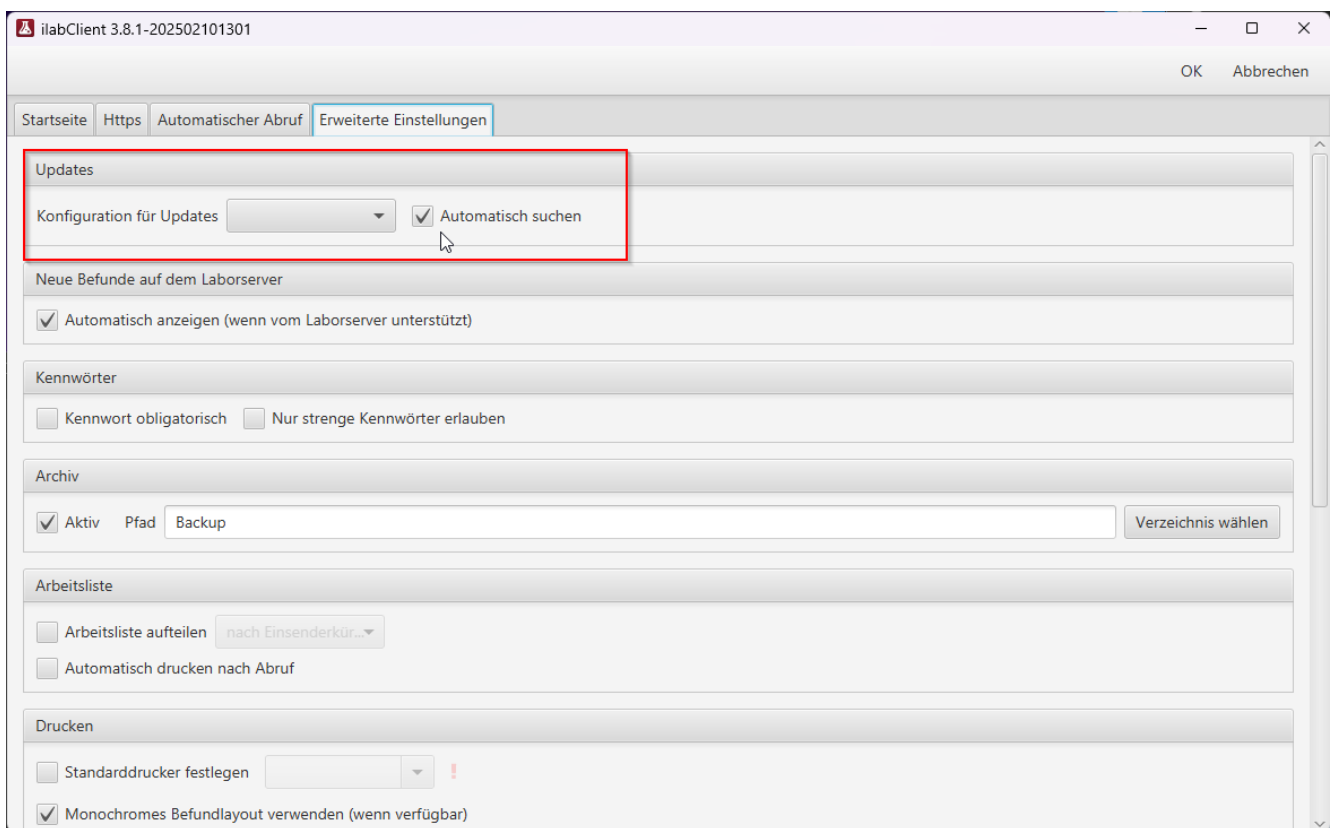 ilabClient 3.8.1-202502101301
OK Abbrechen
Startseite Https Automatischer Abruf Erweiterte Einstellungen
Updates
Konfiguration für Updates Automatisch suchen
Neue Befunde auf dem Laborserver
Automatisch anzeigen (wenn vom Laborserver unterstützt)
Kennwörter
Kennwort obligatorisch Nur strenge Kennwörter erlauben
Archiv
Aktiv Pfad Backup Verzeichnis wählen
Arbeitsliste
Arbeitsliste aufteilen nach Einsenderkür...
Automatisch drucken nach Abruf
Drucken
Standarddrucker festlegen !
Monochromes Befundlayout verwenden (wenn verfügbar)